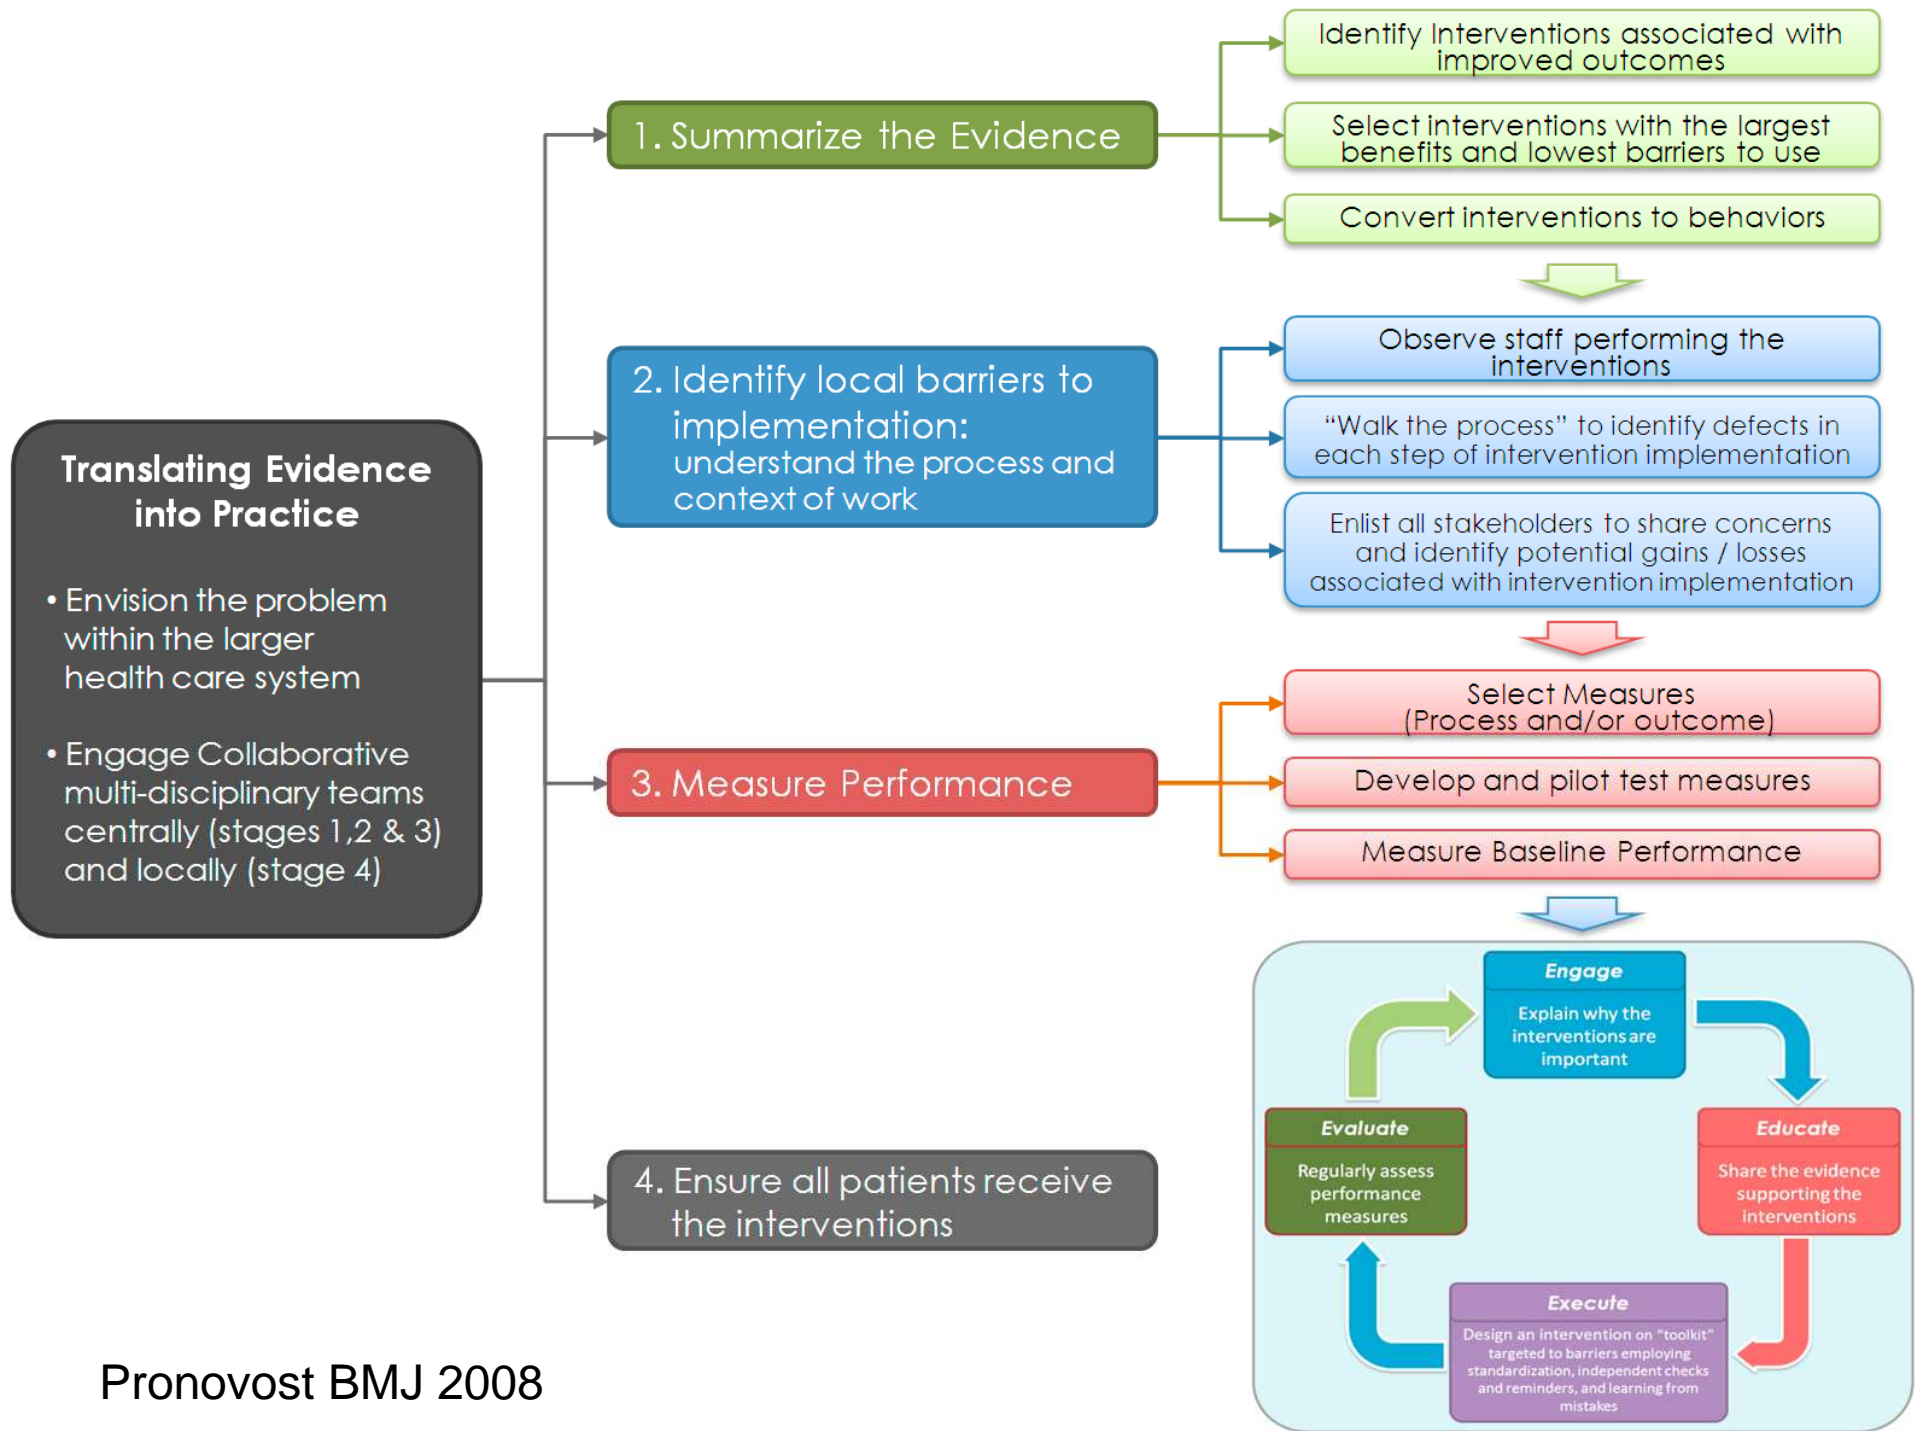 Translating Evidence
into Practice
• Envision the problem
within the larger
health care system
• Engage Collaborative
multi-disciplinary teams
centrally (stages 1,2 & 3)
and locally (stage 4)
1. Summarize the Evidence
Identify Interventions associated with
improved outcomes
Select interventions with the largest
benefits and lowest barriers to use
Convert interventions to behaviors
2. Identify local barriers to
implementation:
understand the process and
context of work
Observe staff performing the
interventions
“Walk the process” to identify defects in
each step of intervention implementation
Enlist all stakeholders to share concerns
and identify potential gains / losses
associated with intervention implementation
3. Measure Performance
Select Measures
(Process and/or outcome)
Develop and pilot test measures
Measure Baseline Performance
4. Ensure all patients receive
the interventions
Engage
Explain why the
interventions are
important
Educate
Share the evidence
supporting the
interventions
Execute
Design an intervention on “toolkit”
targeted to barriers employing
standardization, independent checks
and reminders, and learning from
mistakes
Evaluate
Regularly assess
performance
measures
Pronovost BMJ 2008